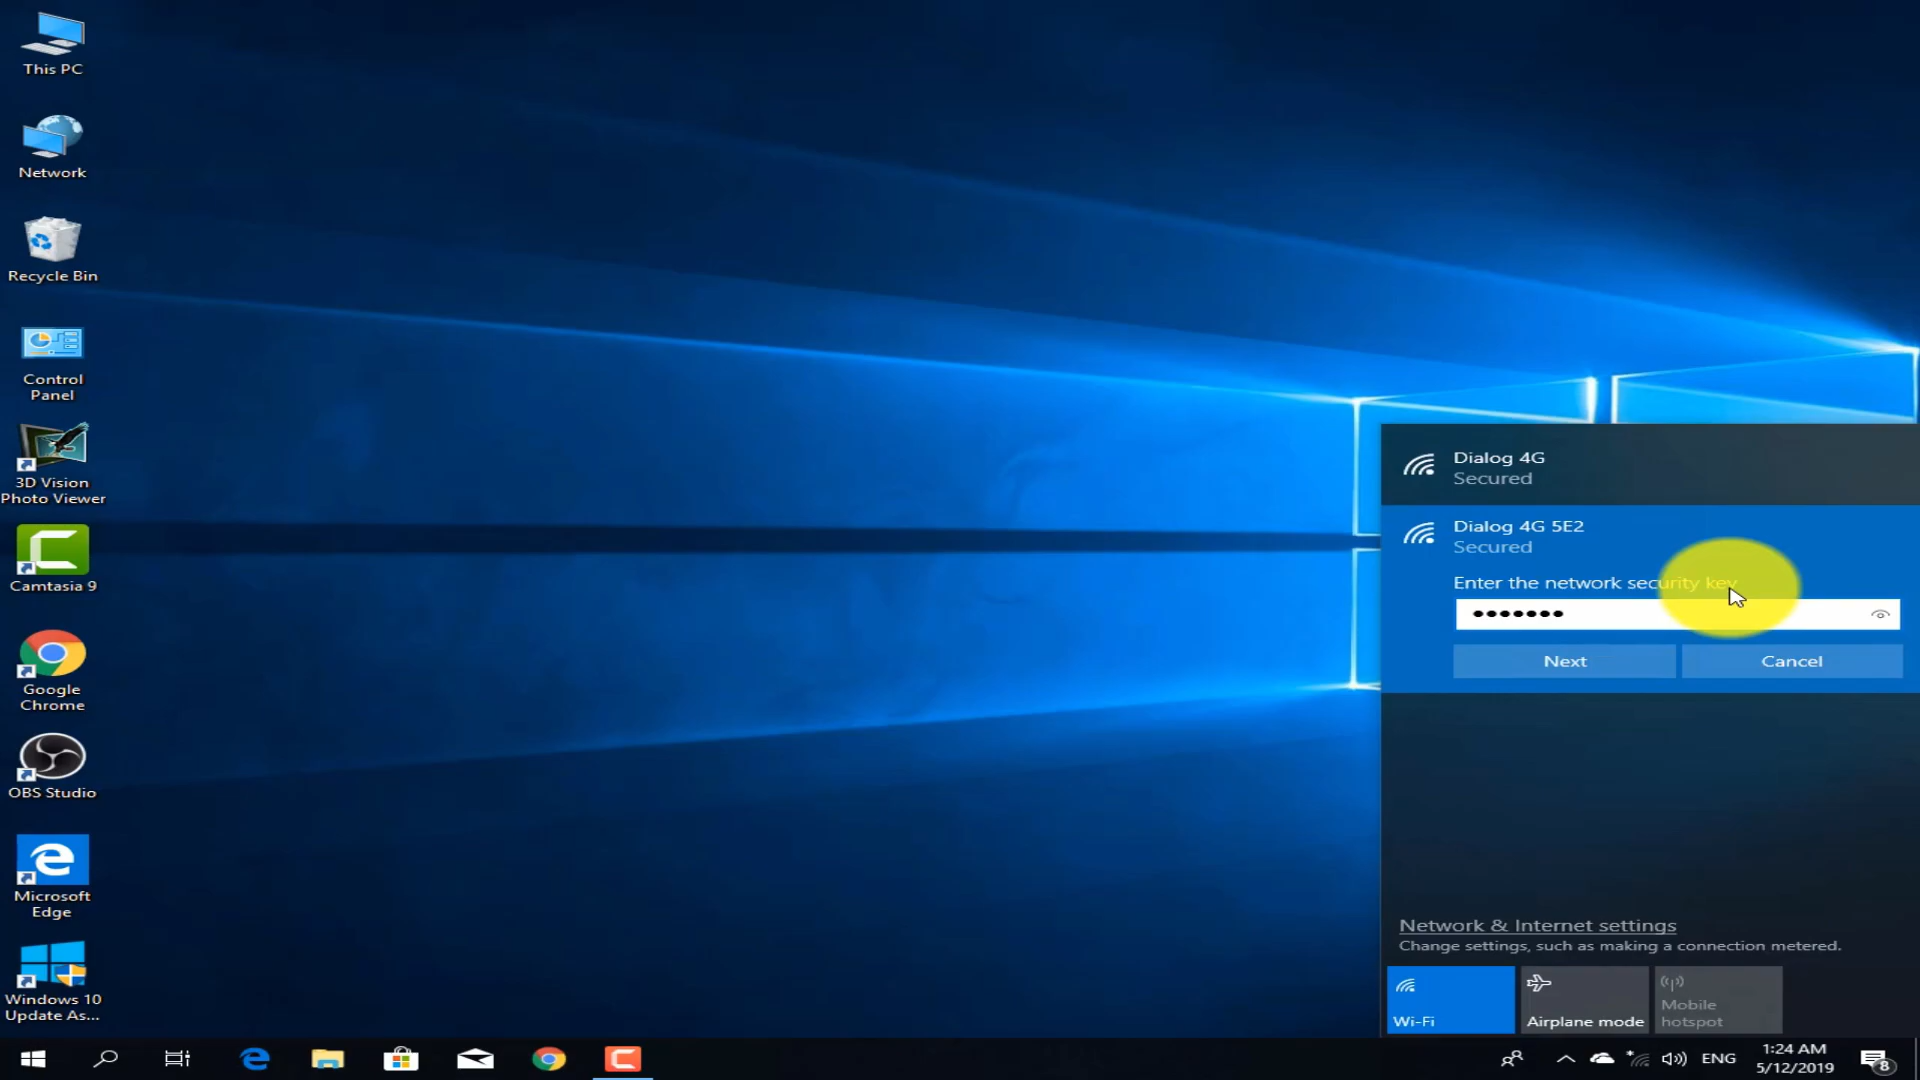 This PC
Network
Recycle Bin
Control
Panel
3D Vision
Photo Viewer
Camtasia 9
Google
Chrome
OBS Studio
Microsoft
Edge
Windows 10
Update As...
Dialog 4G
Secured
Dialog 4G 5E2
Secured
Enter the network security key
•••••••
Next
Cancel
Network & Internet settings
Change settings, such as making a connection metered.
Wi-Fi
Airplane mode
Mobile
hotspot
ENG
1:24 AM
5/12/2019
8